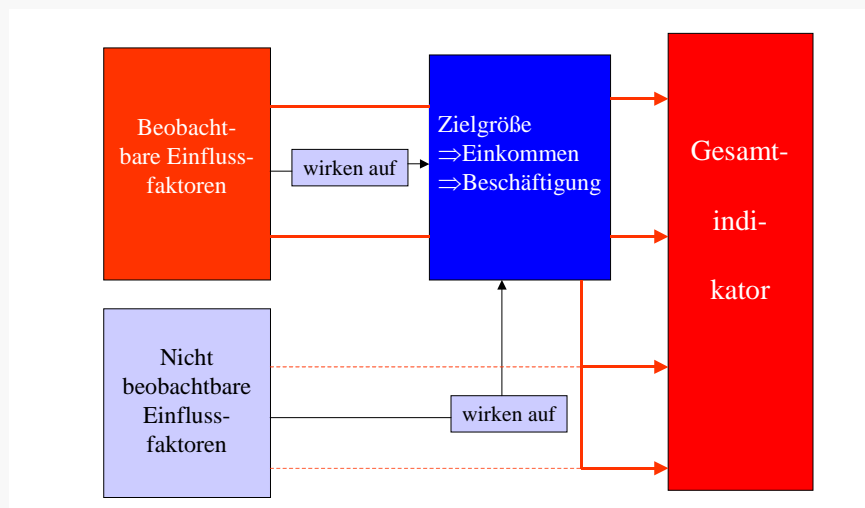 Beobacht-
bare Einfluss-
faktoren
wirken auf
Zielgröße
⇒Einkommen
⇒Beschäftigung
Gesamt-
indi-
kator
Nicht
beobachtbare
Einfluss-
faktoren
wirken auf